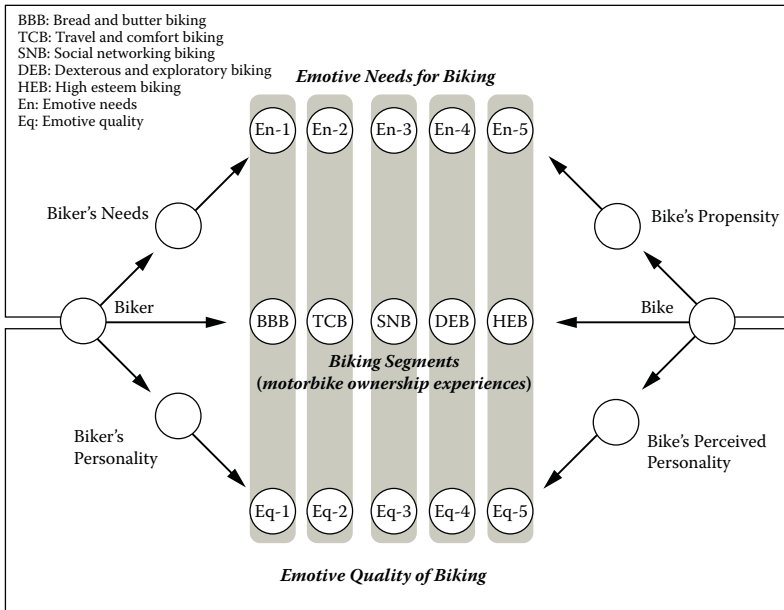 BBB: Bread and butter biking
TCB: Travel and comfort biking
SNB: Social networking biking
DEB: Dexterous and exploratory biking
HEB: High esteem biking
En: Emotive needs
Eq: Emotive quality
Emotive Needs for Biking
En-1 En-2 En-3 En-4 En-5
Biker's Needs
Bike's Propensity
Biker
BBB TCB SNB DEB HEB
Bike
Biking Segments
(motorbike ownership experiences)
Biker's
Personality
Bike's Perceived
Personality
Eq-1 Eq-2 Eq-3 Eq-4 Eq-5
Emotive Quality of Biking